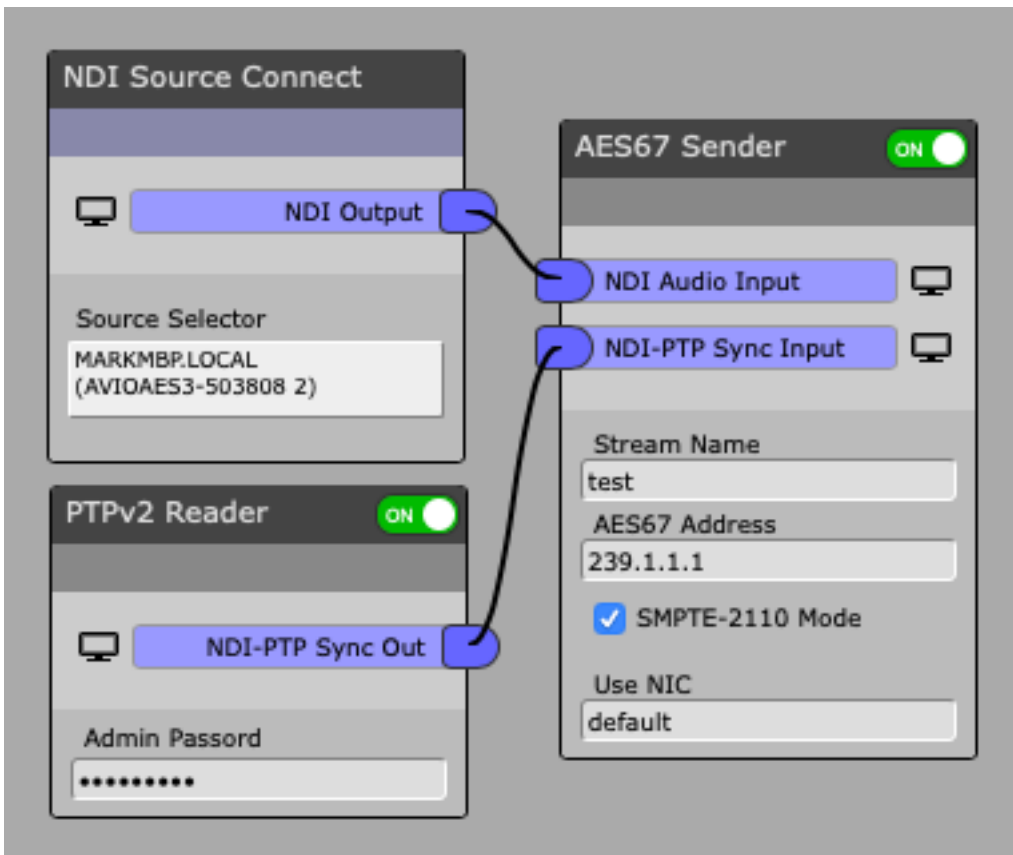 NDI Source Connect
NDI Output
Source Selector
MARKMBP.LOCAL
(AVIOAES3-503808 2)
PTPv2 Reader
ON
NDI-PTP Sync Out
Admin Passord
•••••••••
AES67 Sender
ON
NDI Audio Input
NDI-PTP Sync Input
Stream Name
test
AES67 Address
239.1.1.1
SMPTE-2110 Mode
Use NIC
default